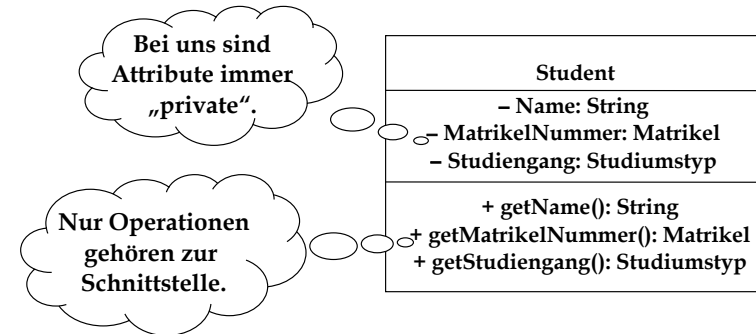 Bei uns sind
Attribute immer
„private“.
Student
– Name: String
– MatrikelNummer: Matrikel
– Studiengang: Studiumstyp
Nur Operationen
gehören zur
Schnittstelle.
+ getName(): String
+ getMatrikelNummer(): Matrikel
+ getStudiengang(): Studiumstyp